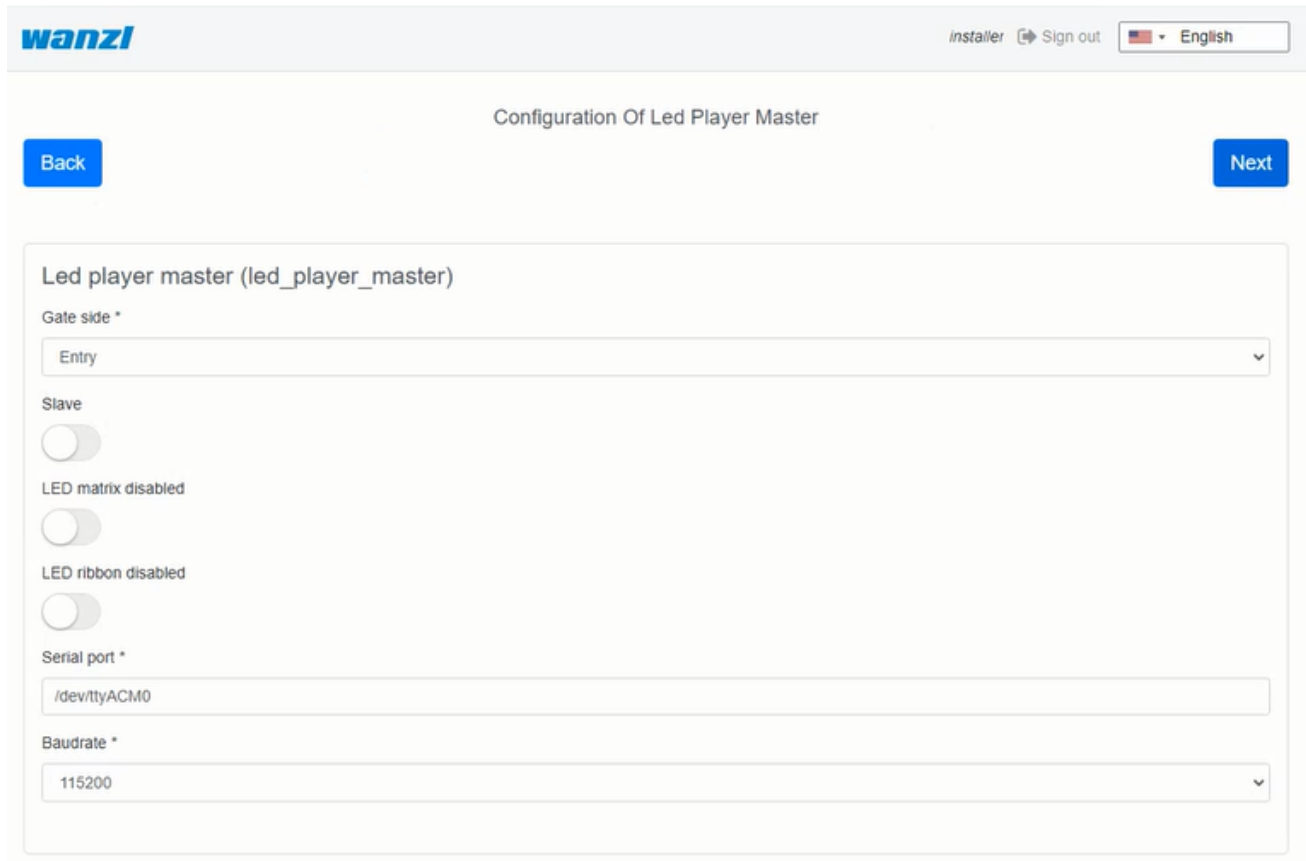 wanzl
installer Sign out English
Configuration Of Led Player Master
Back Next
Led player master (led_player_master)
Gate side *
Entry
Slave
LED matrix disabled
LED ribbon disabled
Serial port *
/dev/ttyACM0
Baudrate *
115200